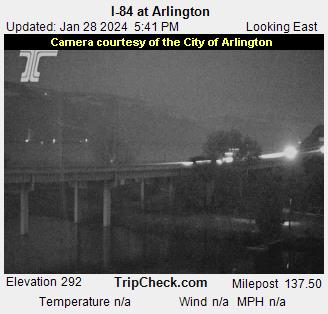 I-84 at Arlington
Updated: Jan 28 2024 5:41 PM Looking East
Camera courtesy of the City of Arlington
Elevation 292 TripCheck.com Milepost 137.50
Temperature n/a Wind n/a MPH n/a